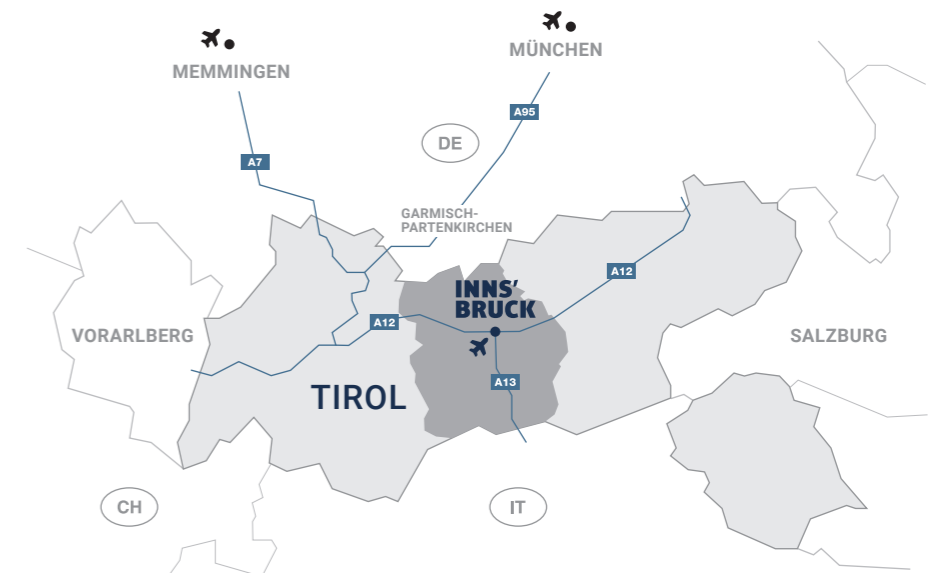 MÜNCHEN
MEMMINGEN
A95
DE
A7
GARMISCH-
PARTENKIRCHEN
A12
INNS'
BRUCK
A12
VORARLBERG
SALZBURG
A13
TIROL
CH
IT